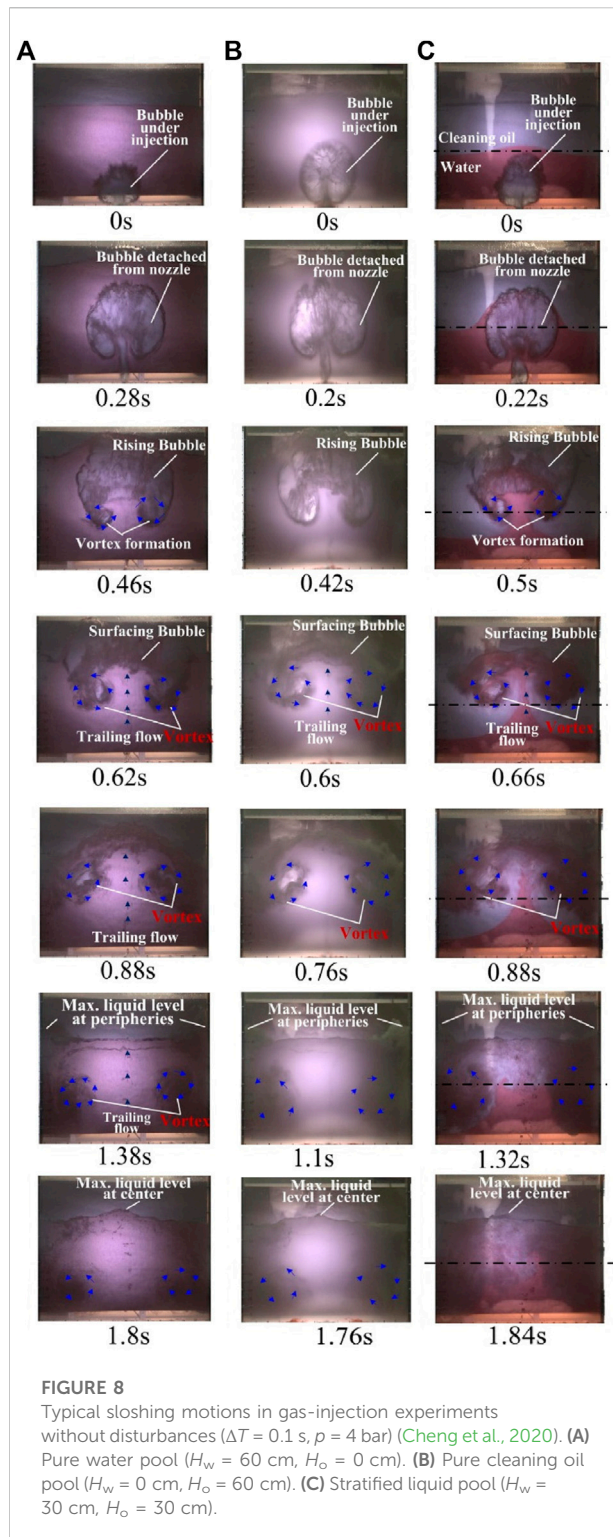 A
B
C
Bubble
under
injection
Bubble
under
injection
Bubble
under
injection
Cleaning oil
Water
0s
0s
0s
Bubble detached
from nozzle
Bubble detached
from nozzle
Bubble detached
from nozzle
0.28s
0.2s
0.22s
Rising Bubble
Vortex formation
Rising Bubble
Rising Bubble
Vortex formation
0.46s
0.42s
0.5s
Surfacing Bubble
Trailing flow
Vortex
Surfacing Bubble
Trailing
flow
Vortex
Surfacing Bubble
Trailing
flow
Vortex
0.62s
0.6s
0.66s
Vortex
Trailing flow
Vortex
Vortex
0.88s
0.76s
0.88s
Max. liquid level
at peripheries
Trailing
flow
Vortex
Max. liquid level
at peripheries
Max. liquid level
at peripheries
1.38s
1.1s
1.32s
Max. liquid level
at center
Max. liquid
level at center
Max. liquid
level at center
1.8s
1.76s
1.84s
FIGURE 8
Typical sloshing motions in gas-injection experiments
without disturbances (ΔT = 0.1 s, p = 4 bar) (Cheng et al., 2020). (A)
Pure water pool (Hw = 60 cm, Ho = 0 cm). (B) Pure cleaning oil
pool (Hw = 0 cm, Ho = 60 cm). (C) Stratified liquid pool (Hw =
30 cm, Ho = 30 cm).